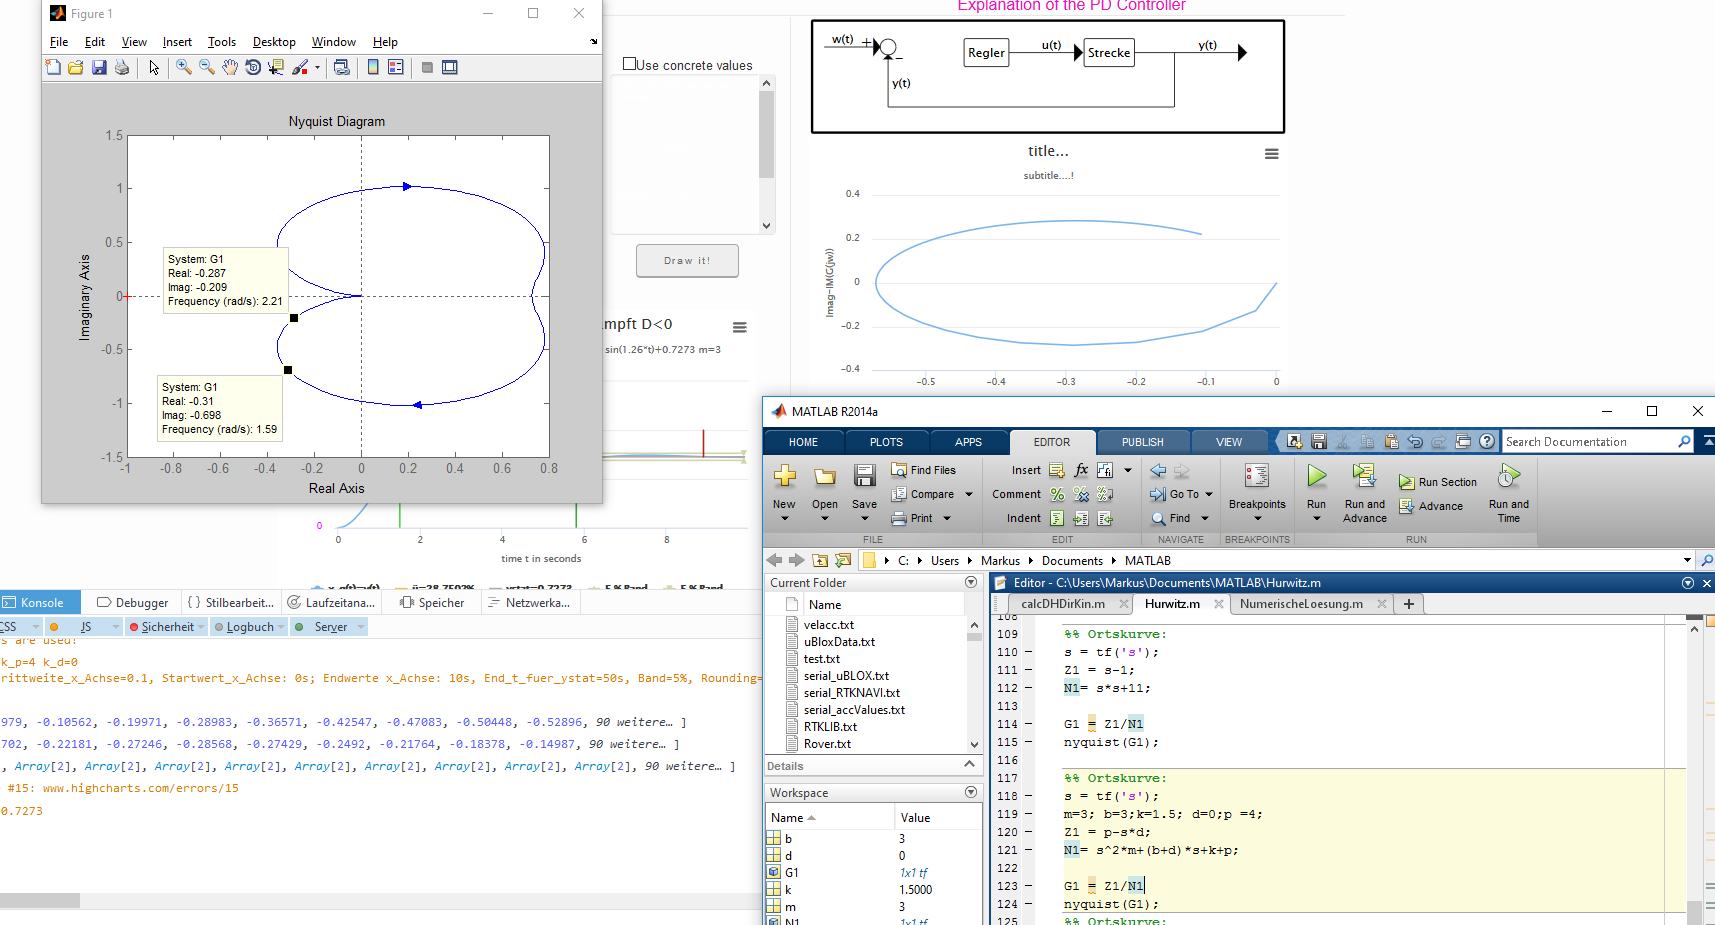 Figure 1
File Edit View Insert Tools Desktop Window Help
Nyquist Diagram
Imaginary Axis
1.5
1
0.5
0
-0.5
-1
-1.5
System: G1
Real: -0.287
Imag: -0.209
Frequency (rad/s): 2.21
System: G1
Real: -0.31
Imag: -0.698
Frequency (rad/s): 1.59
-1 -0.8 -0.6 -0.4 -0.2 0 0.2 0.4 0.6 0.8
Real Axis
Use concrete values
Draw it!
Explanation of the PD Controller
w(t) + Regler u(t) Strecke y(t)
−
y(t)
title...
subtitle....!
Imag=IM(G(jw))
0.4
0.2
0
−0.2
−0.4
−0.5 −0.4 −0.3 −0.2 −0.1 0
mpft D<0
sin(1.26*t)+0.7273 m=3
0
0 2 4 6 8
time t in seconds
Konsole Debugger Stilbearbeit... Laufzeitana... Speicher Netzwerka...
CSS JS Sicherheit Logbuch Server
rs are used!
k_p=4 k_d=0
rittweite_x_Achse=0.1, Startwert_x_Achse: 0s; Endwerte x_Achse: 10s, End_t_fuer_ystat=50s, Band=5%, Rounding=
979, -0.10562, -0.19971, -0.28983, -0.36571, -0.42547, -0.47083, -0.50448, -0.52896, 90 weitere… ]
702, -0.22181, -0.27246, -0.28568, -0.27429, -0.2492, -0.21764, -0.18378, -0.14987, 90 weitere… ]
, Array[2], Array[2], Array[2], Array[2], Array[2], Array[2], Array[2], Array[2], Array[2], 90 weitere… ]
#15: www.highcharts.com/errors/15
0.7273
MATLAB R2014a
HOME PLOTS APPS EDITOR PUBLISH VIEW Search Documentation
New Open Save Find Files Compare Print
FILE
Insert fx
Comment
Indent
EDIT
Go To
Find
NAVIGATE
Breakpoints
BREAKPOINTS
Run
Run and Advance
Run Section
Advance
Run and Time
RUN
C: Users Markus Documents MATLAB
Current Folder
Name
velacc.txt
uBloxData.txt
test.txt
serial_uBLOX.txt
serial_RTKNAVI.txt
serial_accValues.txt
RTKLIB.txt
Rover.txt
Details
Workspace
Name Value
b 3
d 0
G1 1x1 tf
k 1.5000
m 3
N1 1x1 tf
Editor - C:\Users\Markus\Documents\MATLAB\Hurwitz.m
calcDHDirKin.m Hurwitz.m NumerischeLoesung.m +
108
109 %% Ortskurve:
110 – s = tf('s');
111 – Z1 = s-1;
112 – N1= s*s+11;
113
114 – G1 = Z1/N1
115 – nyquist(G1);
116
117 %% Ortskurve:
118 – s = tf('s');
119 – m=3; b=3;k=1.5; d=0;p =4;
120 – Z1 = p-s*d;
121 – N1= s^2*m+(b+d)*s+k+p;
122
123 – G1 = Z1/N1
124 – nyquist(G1);
125 %% Ortskurve: